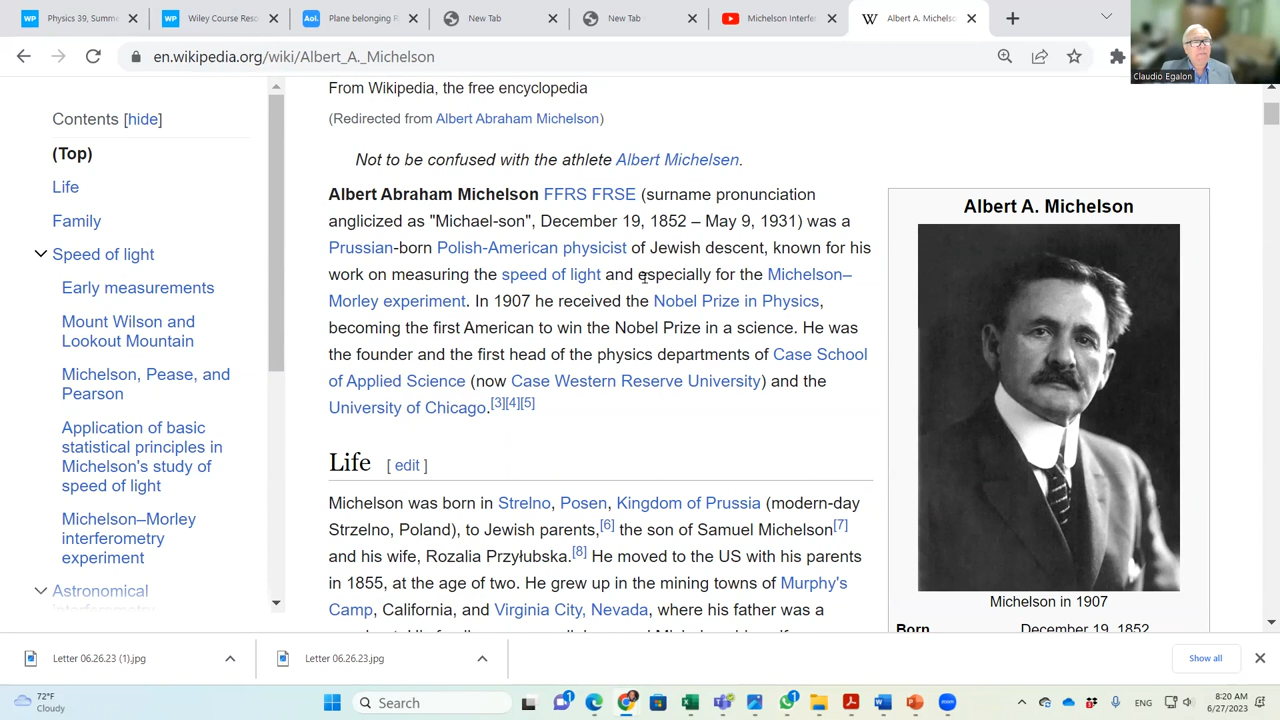 Physics 39, Summe
Wiley Course Reso
Aol.
Plane belonging
New Tab
New Tab
Michelson Interfe
Albert A. Michelso
en.wikipedia.org/wiki/Albert_A._Michelson
Claudio Egalon
Contents [hide]
(Top)
Life
Family
Speed of light
Early measurements
Mount Wilson and
Lookout Mountain
Michelson, Pease, and
Pearson
Application of basic
statistical principles in
Michelson's study of
speed of light
Michelson–Morley
interferometry
experiment
Astronomical
interferometry
From Wikipedia, the free encyclopedia
(Redirected from Albert Abraham Michelson)
Not to be confused with the athlete Albert Michelsen.
Albert Abraham Michelson FFRS FRSE (surname pronunciation
anglicized as "Michael-son", December 19, 1852 – May 9, 1931) was a
Prussian-born Polish-American physicist of Jewish descent, known for his
work on measuring the speed of light and especially for the Michelson–
Morley experiment. In 1907 he received the Nobel Prize in Physics,
becoming the first American to win the Nobel Prize in a science. He was
the founder and the first head of the physics departments of Case School
of Applied Science (now Case Western Reserve University) and the
University of Chicago.[3][4][5]
Life [ edit ]
Michelson was born in Strelno, Posen, Kingdom of Prussia (modern-day
Strzelno, Poland), to Jewish parents,[6] the son of Samuel Michelson[7]
and his wife, Rozalia Przyłubska.[8] He moved to the US with his parents
in 1855, at the age of two. He grew up in the mining towns of Murphy's
Camp, California, and Virginia City, Nevada, where his father was a
Albert A. Michelson
Michelson in 1907
Born December 19, 1852
Letter 06.26.23 (1).jpg
Letter 06.26.23.jpg
Show all
72°F
Cloudy
Search
ENG
8:20 AM
6/27/2023